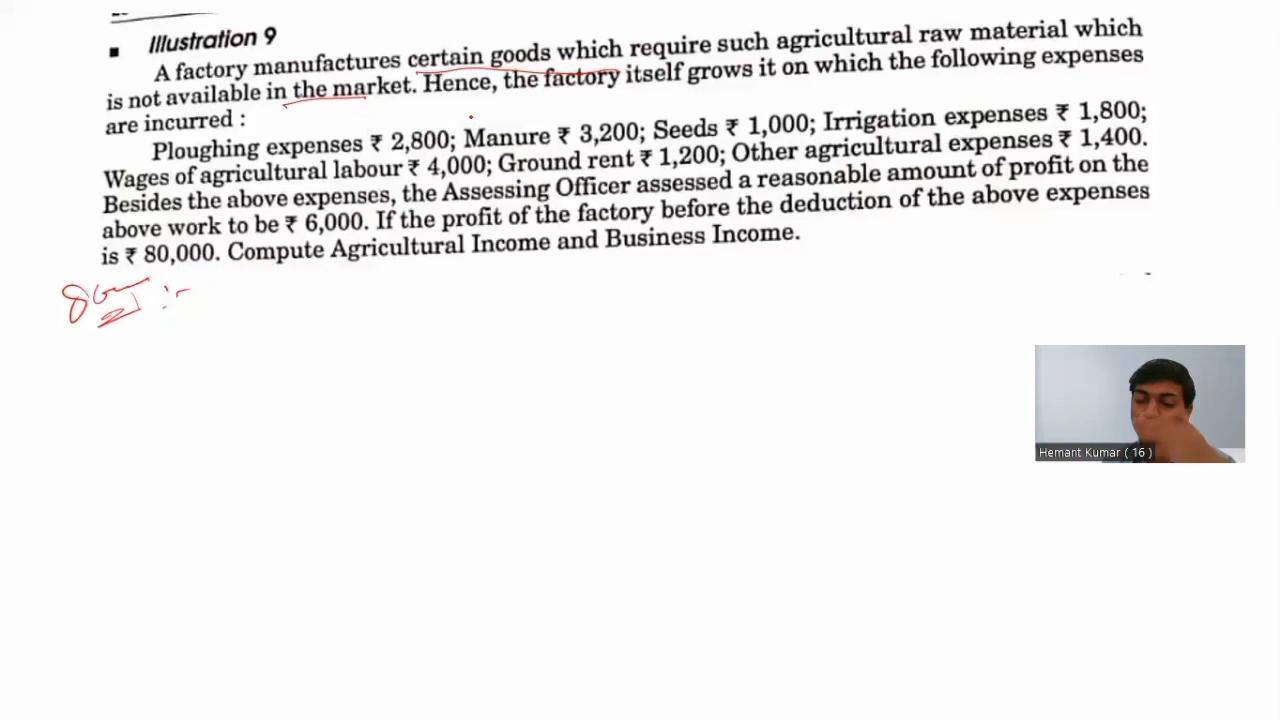 Illustration 9
A factory manufactures certain goods which require such agricultural raw material which
is not available in the market. Hence, the factory itself grows it on which the following expenses
are incurred :
Ploughing expenses ₹ 2,800; Manure ₹ 3,200; Seeds ₹ 1,000; Irrigation expenses ₹ 1,800;
Wages of agricultural labour ₹ 4,000; Ground rent ₹ 1,200; Other agricultural expenses ₹ 1,400.
Besides the above expenses, the Assessing Officer assessed a reasonable amount of profit on the
above work to be ₹ 6,000. If the profit of the factory before the deduction of the above expenses
is ₹ 80,000. Compute Agricultural Income and Business Income.
Hemant Kumar ( 16 )